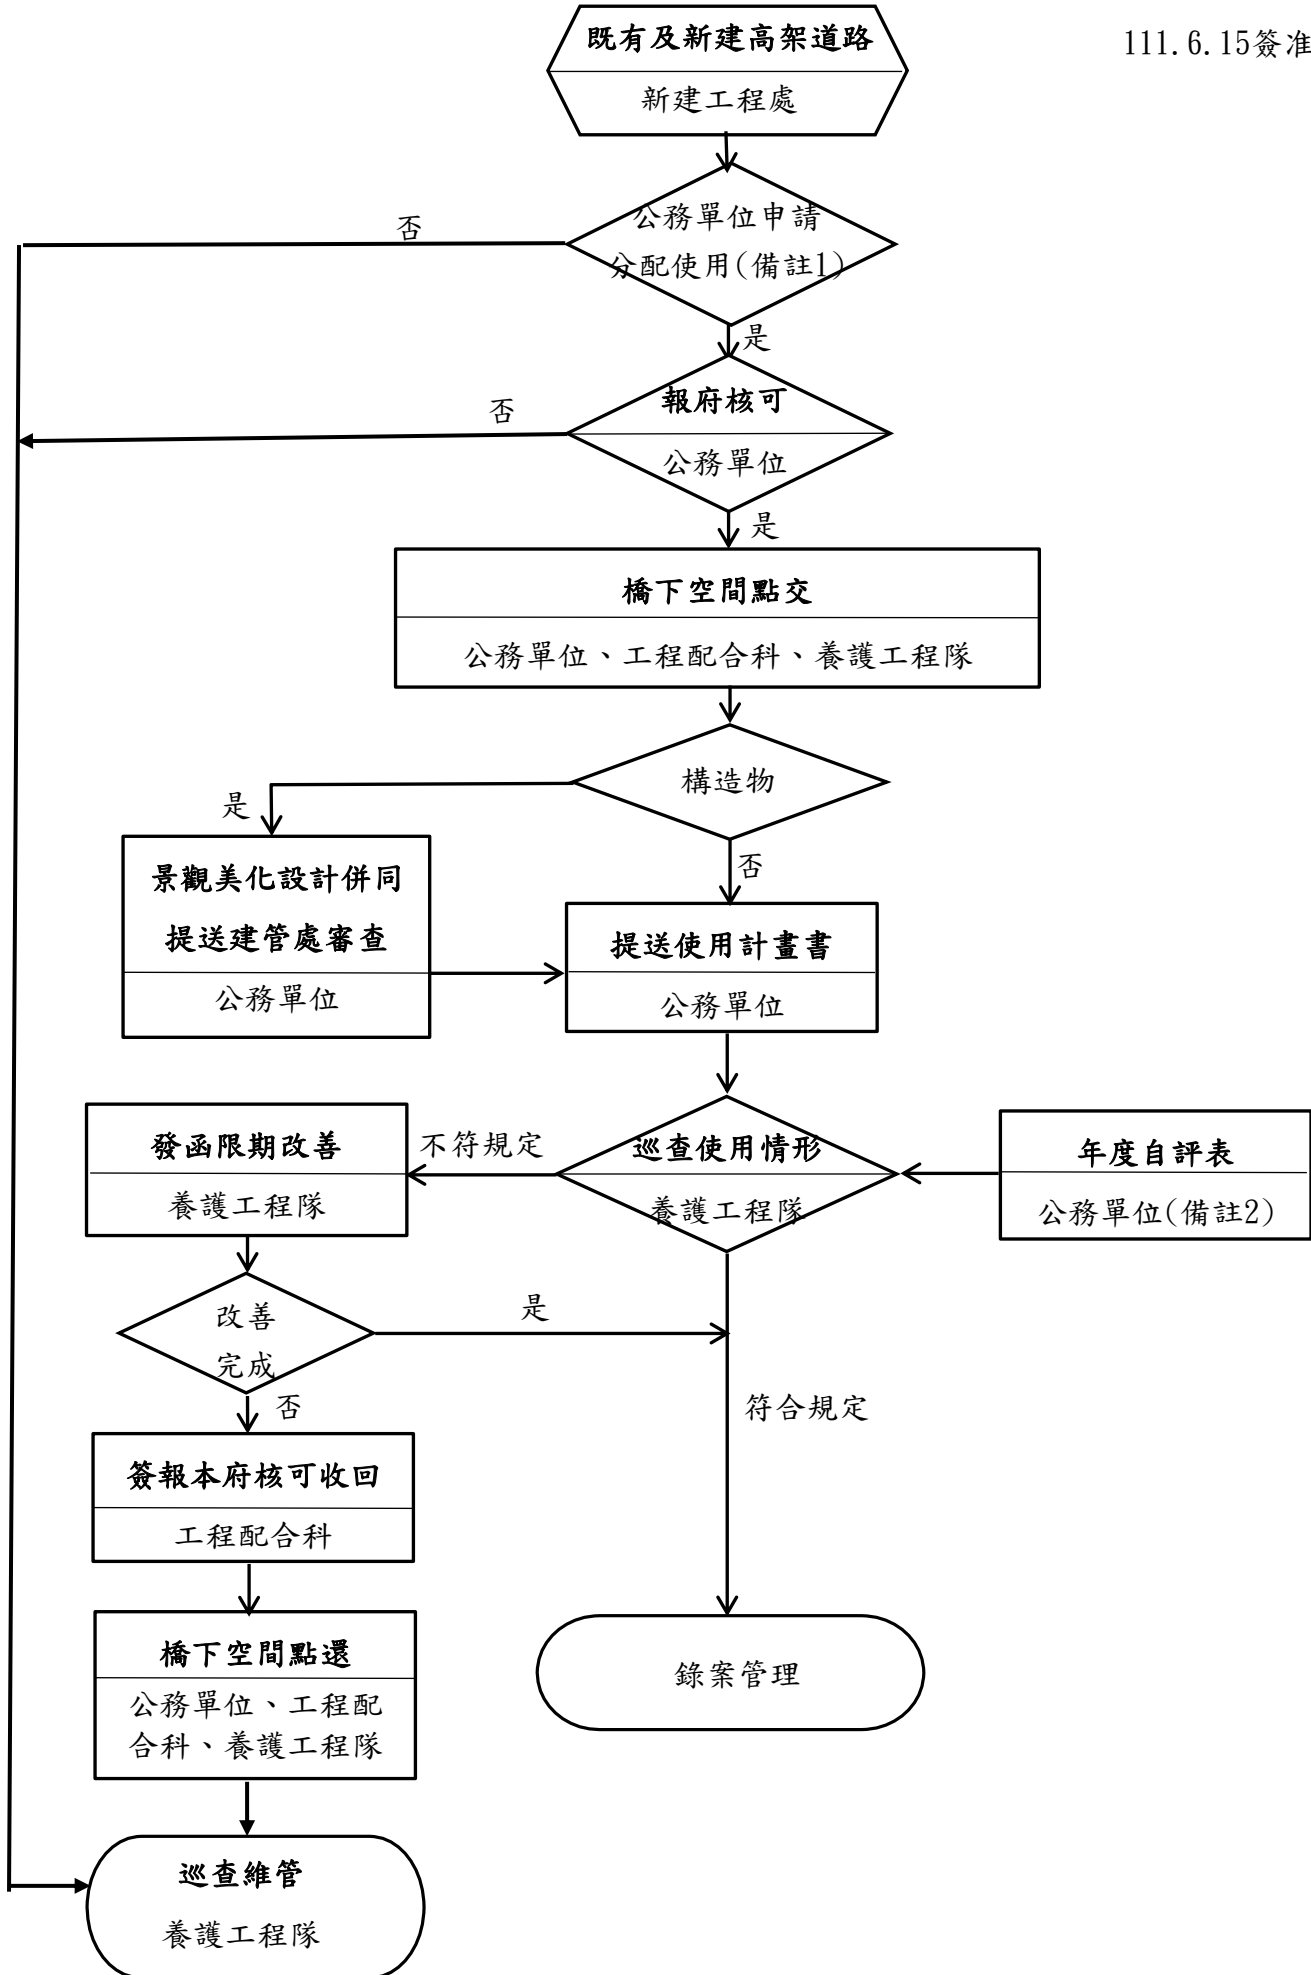 既有及新建高架道路
新建工程處
111.6.15簽准
公務單位申請
分配使用(備註1)
否
是
報府核可
公務單位
否
是
橋下空間點交
公務單位、工程配合科、養護工程隊
構造物
是
否
景觀美化設計併同
提送建管處審查
公務單位
提送使用計畫書
公務單位
發函限期改善
養護工程隊
不符規定
巡查使用情形
養護工程隊
年度自評表
公務單位(備註2)
改善
完成
是
否
符合規定
簽報本府核可收回
工程配合科
橋下空間點還
公務單位、工程配
合科、養護工程隊
錄案管理
巡查維管
養護工程隊